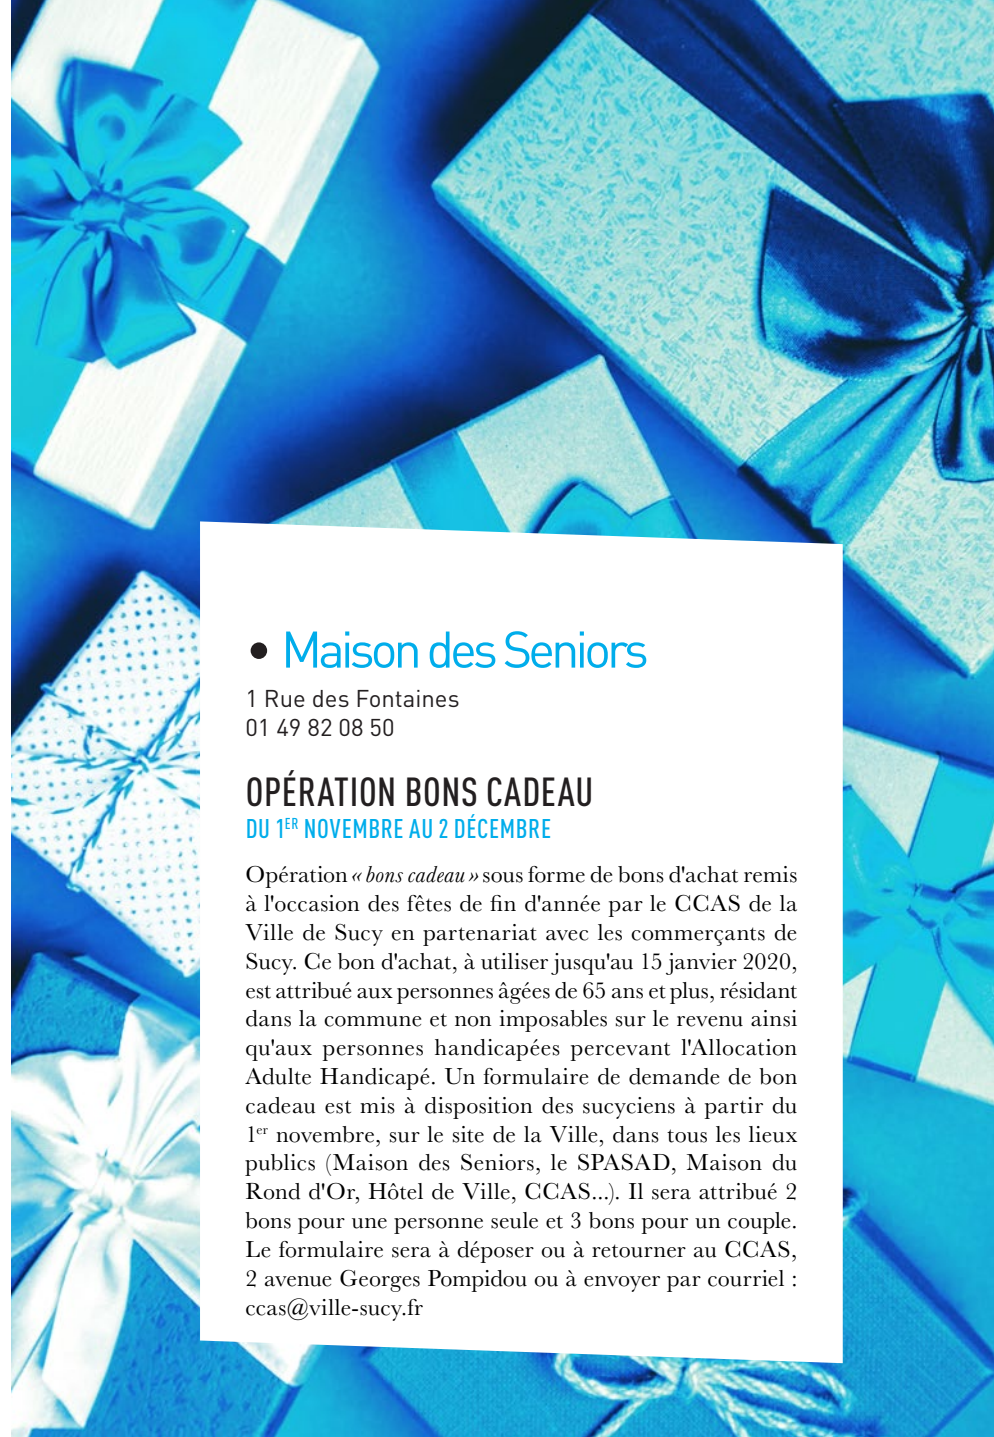 • Maison des Seniors
1 Rue des Fontaines
01 49 82 08 50
OPÉRATION BONS CADEAU
DU 1ER NOVEMBRE AU 2 DÉCEMBRE
Opération « bons cadeau » sous forme de bons d'achat remis
à l'occasion des fêtes de fin d'année par le CCAS de la
Ville de Sucy en partenariat avec les commerçants de
Sucy. Ce bon d'achat, à utiliser jusqu'au 15 janvier 2020,
est attribué aux personnes âgées de 65 ans et plus, résidant
dans la commune et non imposables sur le revenu ainsi
qu'aux personnes handicapées percevant l'Allocation
Adulte Handicapé. Un formulaire de demande de bon
cadeau est mis à disposition des sucyciens à partir du
1er novembre, sur le site de la Ville, dans tous les lieux
publics (Maison des Seniors, le SPASAD, Maison du
Rond d'Or, Hôtel de Ville, CCAS...). Il sera attribué 2
bons pour une personne seule et 3 bons pour un couple.
Le formulaire sera à déposer ou à retourner au CCAS,
2 avenue Georges Pompidou ou à envoyer par courriel :
ccas@ville-sucy.fr